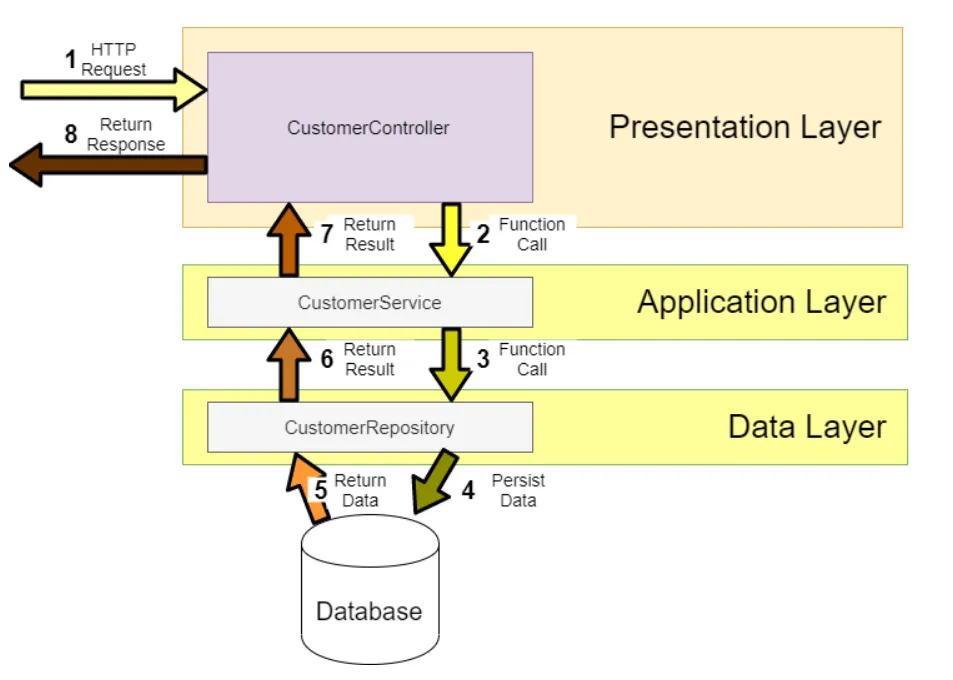 1 HTTP
Request
8 Return
Response
CustomerController
Presentation Layer
7 Return
Result
2 Function
Call
CustomerService
Application Layer
6 Return
Result
3 Function
Call
CustomerRepository
Data Layer
5 Return
Data
4 Persist
Data
Database